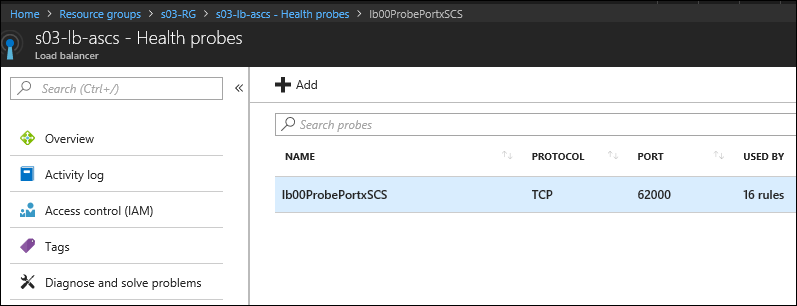 Home > Resource groups > s03-RG > s03-lb-ascs - Health probes > lb00ProbePortxSCS
s03-lb-ascs - Health probes
Load balancer
Search (Ctrl+/)
«
Overview
Activity log
Access control (IAM)
Tags
Diagnose and solve problems
Add
Search probes
NAME PROTOCOL PORT USED BY
lb00ProbePortxSCS TCP 62000 16 rules